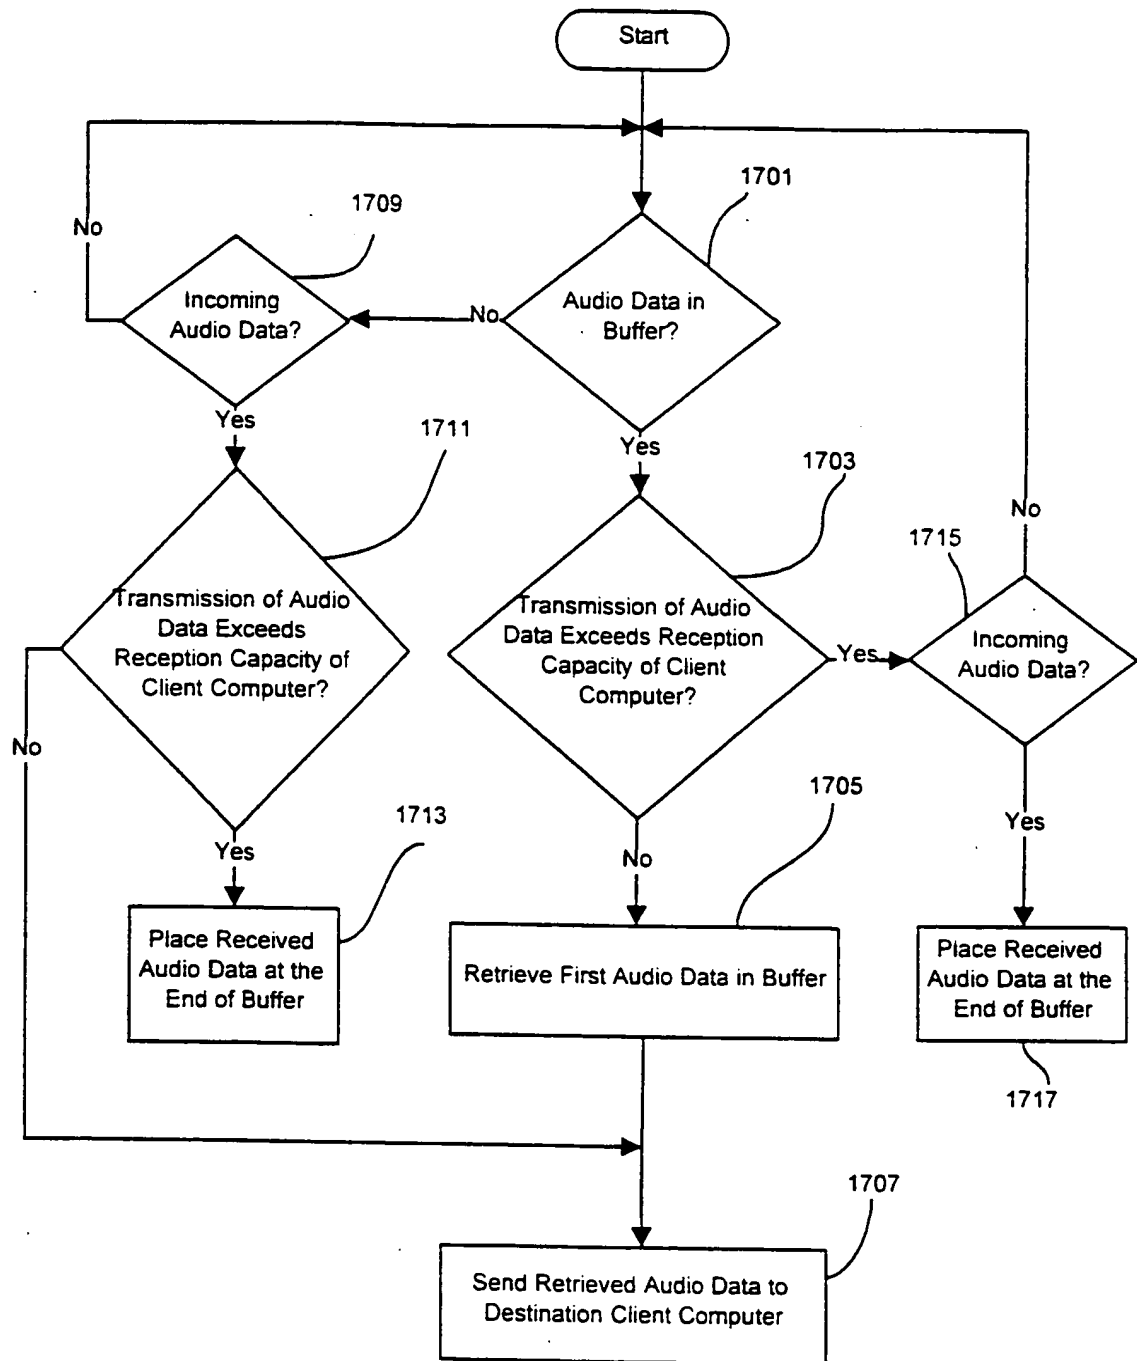 Start
1701
1709
No
Incoming
Audio Data?
No
Audio Data in
Buffer?
Yes
1711
Yes
1703
No
1715
Transmission of Audio
Data Exceeds
Reception Capacity of
Client Computer?
Transmission of Audio
Data Exceeds Reception
Capacity of Client
Computer?
Yes
Incoming
Audio Data?
No
1705
1713
Yes
Yes
No
Place Received
Audio Data at the
End of Buffer
Retrieve First Audio Data in Buffer
Place Received
Audio Data at the
End of Buffer
1717
1707
Send Retrieved Audio Data to
Destination Client Computer